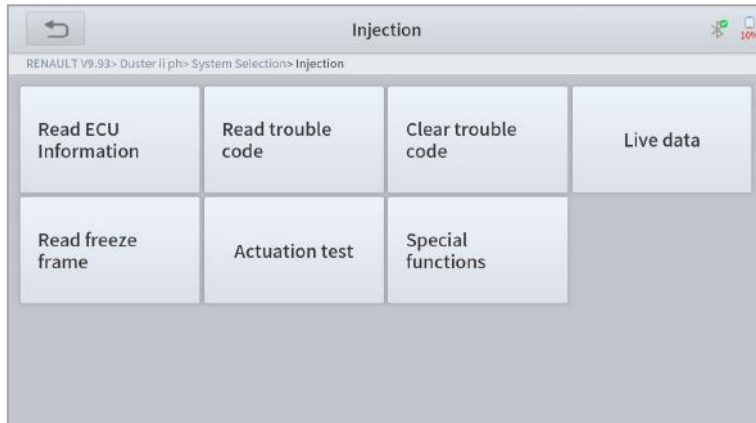 Injection
10%
RENAULT V9.93> Duster ii ph> System Selection> Injection
Read ECU
Information
Read trouble
code
Clear trouble
code
Live data
Read freeze
frame
Actuation test
Special
functions